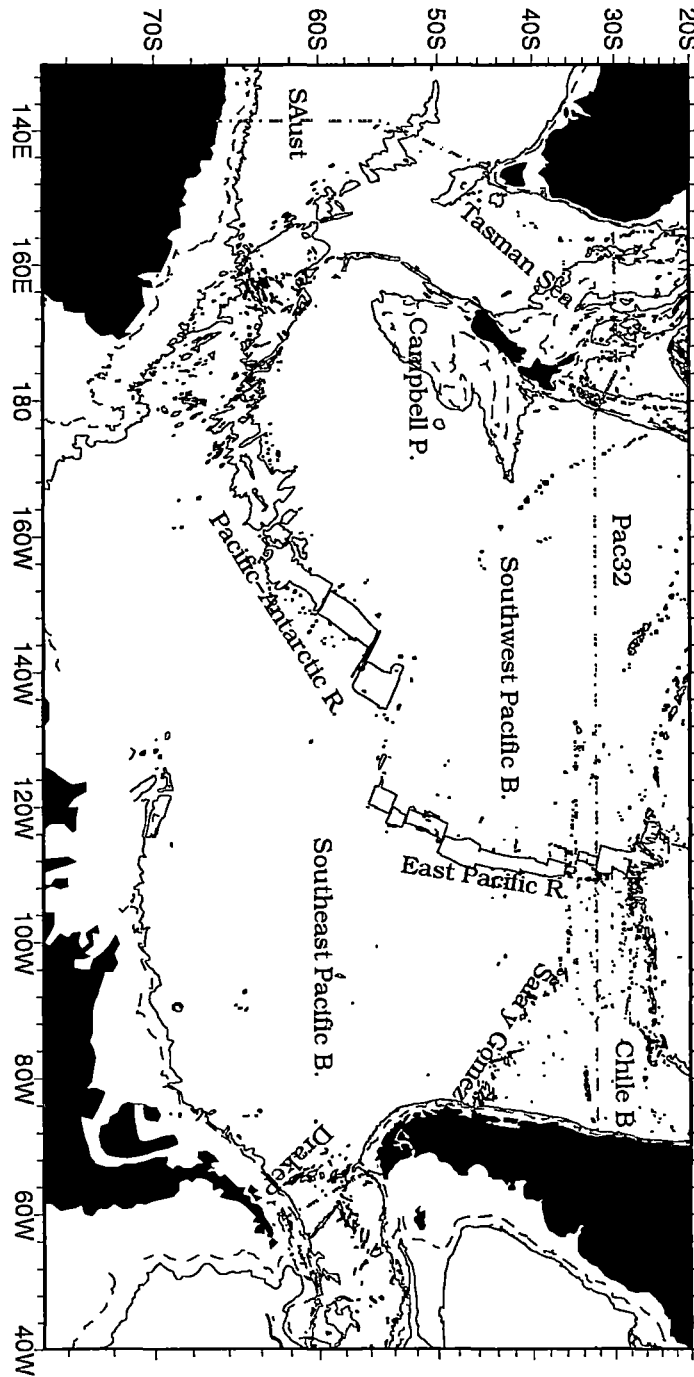 20S
30S
40S
50S
60S
70S
140E
160E
180
160W
140W
120W
100W
80W
60W
40W
SAust
Tasman Sea
Campbell P.
Pac32
Southwest Pacific B.
Pacific-Antarctic R.
East Pacific R
Southeast Pacific B.
Sala y Gomez
Chile B
Drake